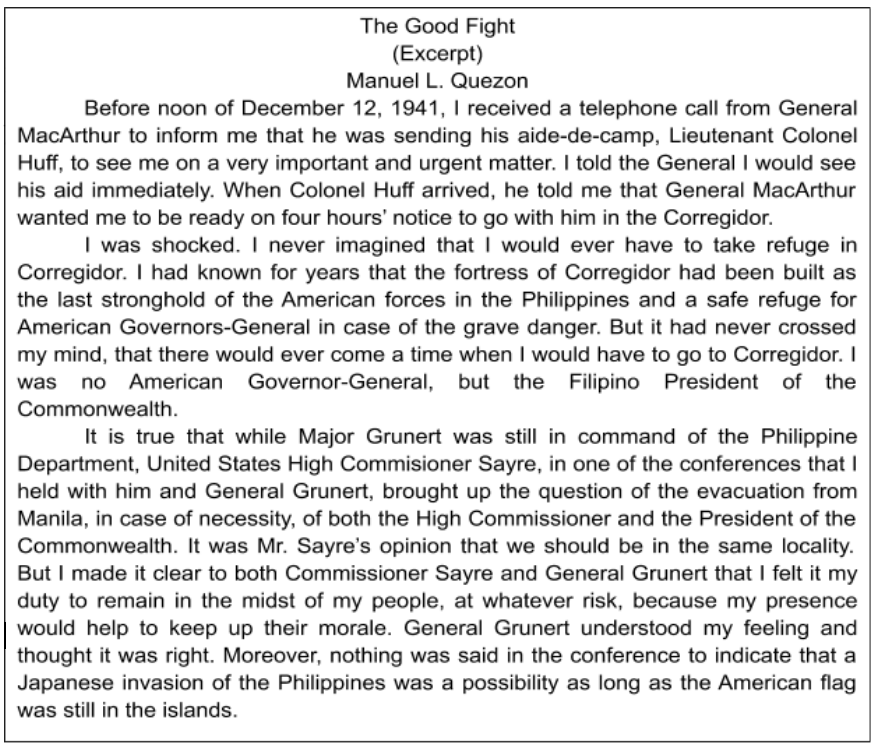 The Good Fight
(Excerpt)
Manuel L. Quezon
Before noon of December 12, 1941, I received a telephone call from General
MacArthur to inform me that he was sending his aide-de-camp, Lieutenant Colonel
Huff, to see me on a very important and urgent matter. I told the General I would see
his aid immediately. When Colonel Huff arrived, he told me that General MacArthur
wanted me to be ready on four hours’ notice to go with him in the Corregidor.
I was shocked. I never imagined that I would ever have to take refuge in
Corregidor. I had known for years that the fortress of Corregidor had been built as
the last stronghold of the American forces in the Philippines and a safe refuge for
American Governors-General in case of the grave danger. But it had never crossed
my mind, that there would ever come a time when I would have to go to Corregidor. I
was no American Governor-General, but the Filipino President of the
Commonwealth.
It is true that while Major Grunert was still in command of the Philippine
Department, United States High Commisioner Sayre, in one of the conferences that I
held with him and General Grunert, brought up the question of the evacuation from
Manila, in case of necessity, of both the High Commissioner and the President of the
Commonwealth. It was Mr. Sayre’s opinion that we should be in the same locality.
But I made it clear to both Commissioner Sayre and General Grunert that I felt it my
duty to remain in the midst of my people, at whatever risk, because my presence
would help to keep up their morale. General Grunert understood my feeling and
thought it was right. Moreover, nothing was said in the conference to indicate that a
Japanese invasion of the Philippines was a possibility as long as the American flag
was still in the islands.